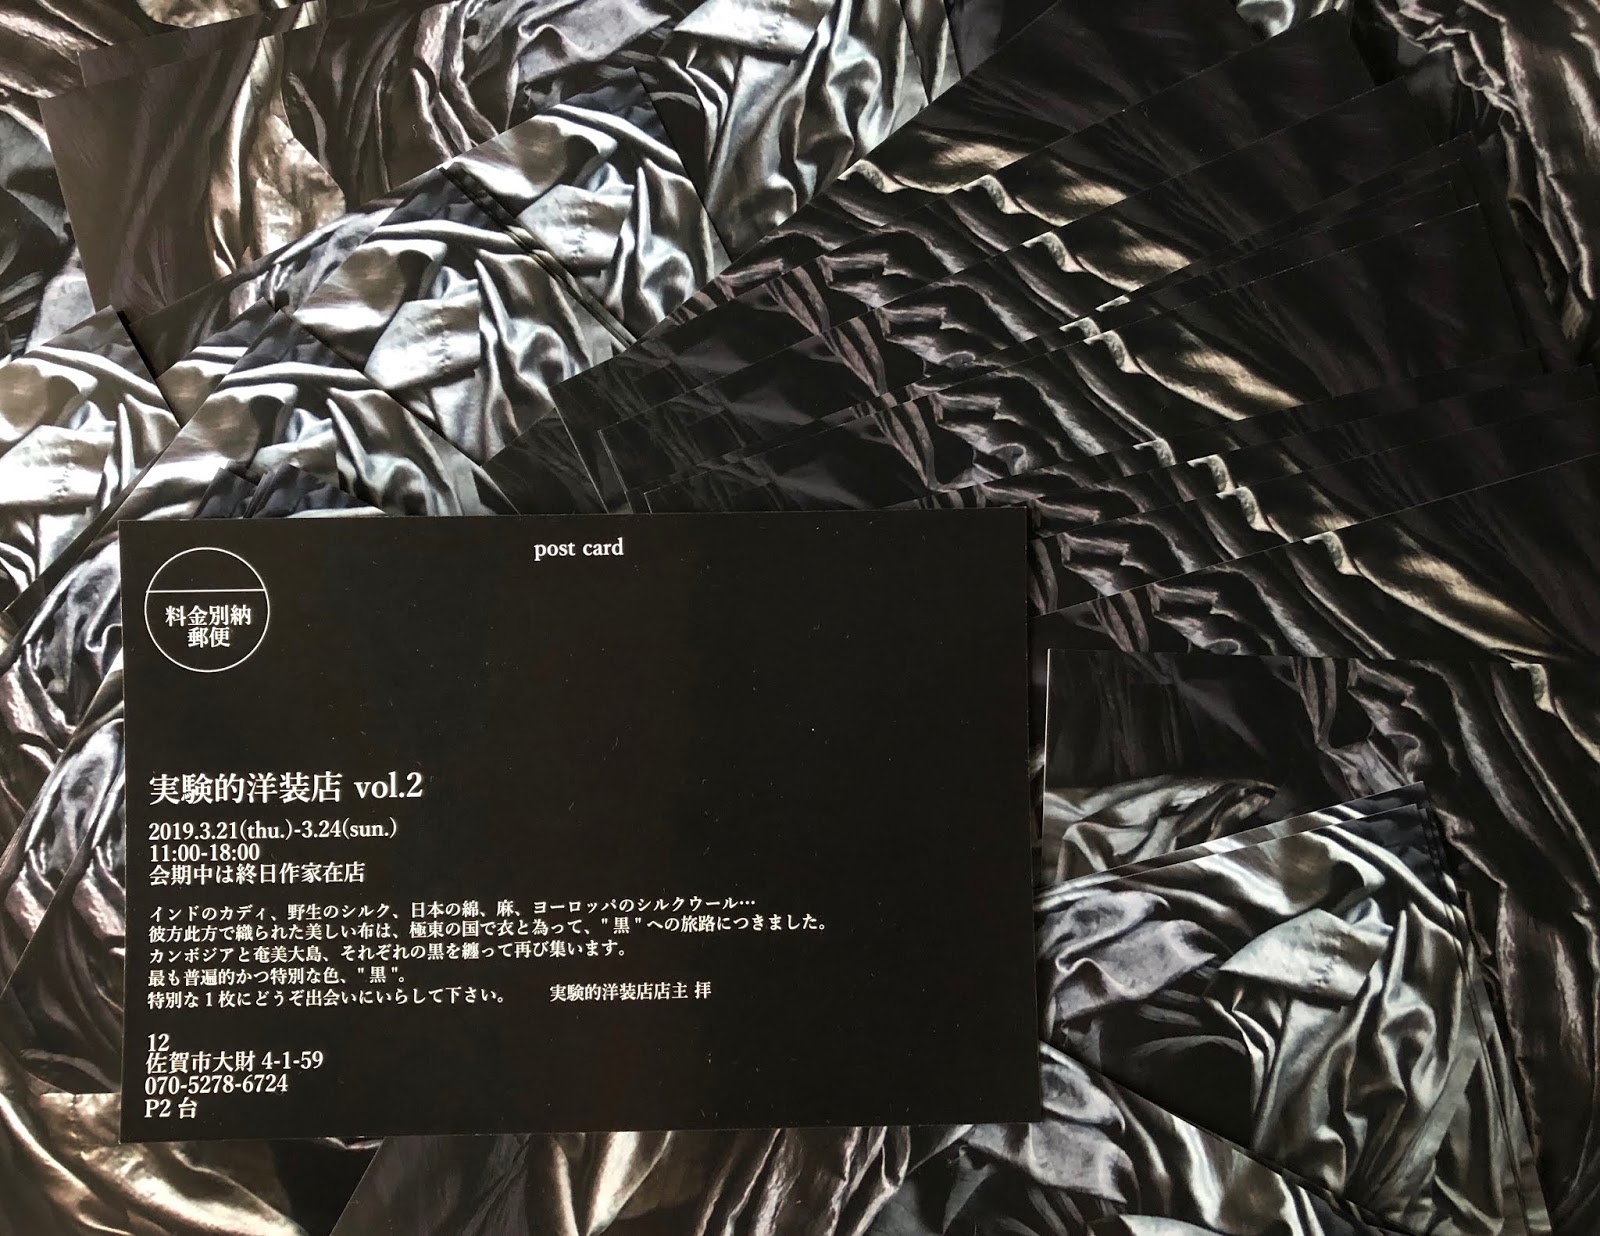 post card
料金別納
郵便
実験的洋装店 vol.2
2019.3.21(thu.)-3.24(sun.)
11:00-18:00
会期中は終日作家在店
インドのカディ、野生のシルク、日本の綿、麻、ヨーロッパのシルクウール…
彼方此方で織られた美しい布は、極東の国で衣と為って、"黒"への旅路につきました。
カンボジアと奄美大島、それぞれの黒を纏って再び集います。
最も普遍的かつ特別な色、"黒"。
特別な1枚にどうぞ出会いにいらして下さい。 実験的洋装店店主 拝
12
佐賀市大財 4-1-59
070-5278-6724
P2 台